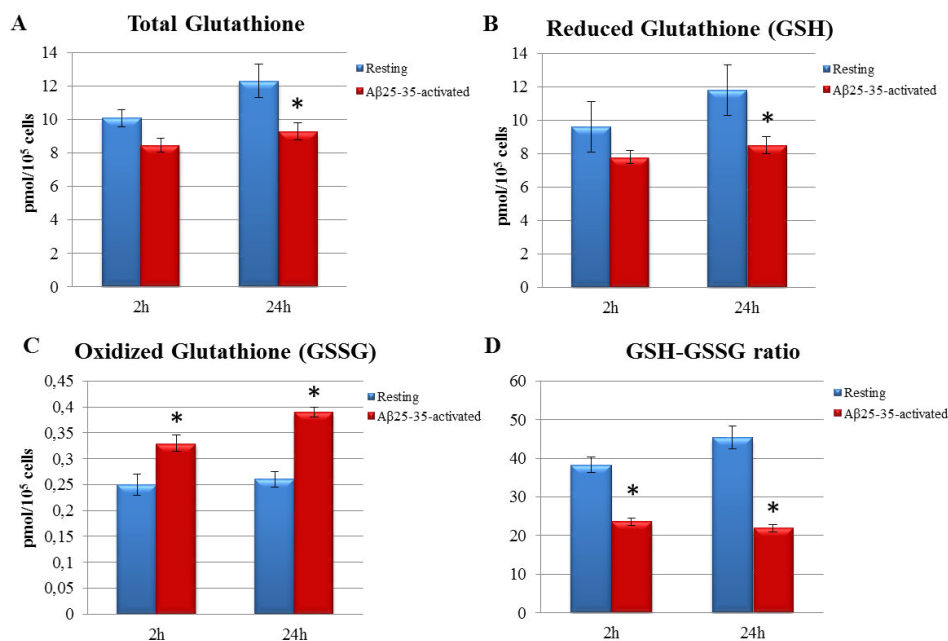 A
Total Glutathione
14
12
10
8
6
4
2
0
pmol/10⁵ cells
2h
24h
*
Resting
Aβ25-35-activated
B
Reduced Glutathione (GSH)
14
12
10
8
6
4
2
0
pmol/10⁵ cells
2h
24h
*
Resting
Aβ25-35-activated
C
Oxidized Glutathione (GSSG)
0,45
0,4
0,35
0,3
0,25
0,2
0,15
0,1
0,05
0
pmol/10⁵ cells
2h
24h
*
*
Resting
Aβ25-35-activated
D
GSH-GSSG ratio
60
50
40
30
20
10
0
2h
24h
*
*
Resting
Aβ25-35-activated